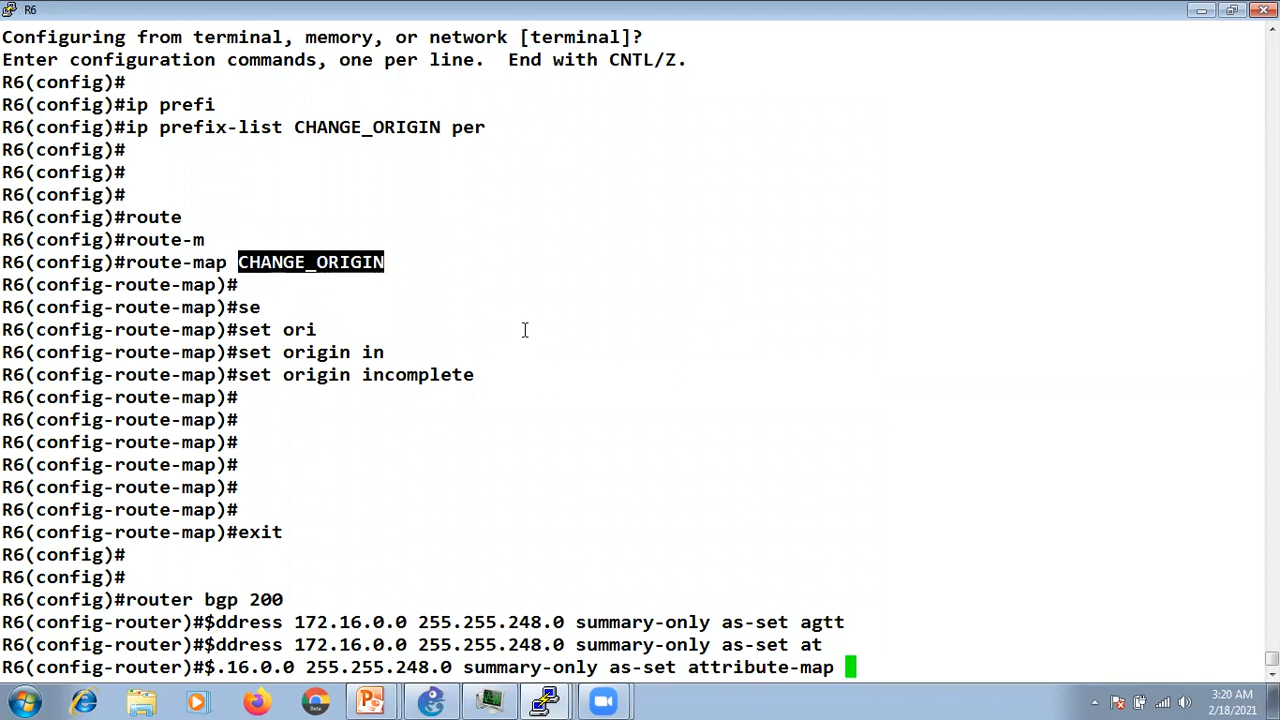 R6
Configuring from terminal, memory, or network [terminal]?
Enter configuration commands, one per line.  End with CNTL/Z.
R6(config)#
R6(config)#ip prefi
R6(config)#ip prefix-list CHANGE_ORIGIN per
R6(config)#
R6(config)#
R6(config)#
R6(config)#route
R6(config)#route-m
R6(config)#route-map CHANGE_ORIGIN
R6(config-route-map)#
R6(config-route-map)#se
R6(config-route-map)#set ori
R6(config-route-map)#set origin in
R6(config-route-map)#set origin incomplete
R6(config-route-map)#
R6(config-route-map)#
R6(config-route-map)#
R6(config-route-map)#
R6(config-route-map)#
R6(config-route-map)#
R6(config-route-map)#exit
R6(config)#
R6(config)#
R6(config)#router bgp 200
R6(config-router)#$ddress 172.16.0.0 255.255.248.0 summary-only as-set agtt
R6(config-router)#$ddress 172.16.0.0 255.255.248.0 summary-only as-set at
R6(config-router)#$.16.0.0 255.255.248.0 summary-only as-set attribute-map
Beta
3:20 AM
2/18/2021